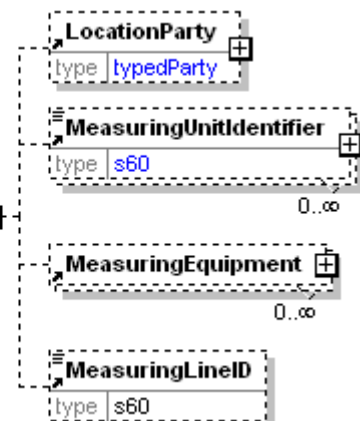 LocationParty
type typedParty
MeasuringUnitIdentifier
type s60
0..∞
MeasuringEquipment
0..∞
MeasuringLineID
type s60